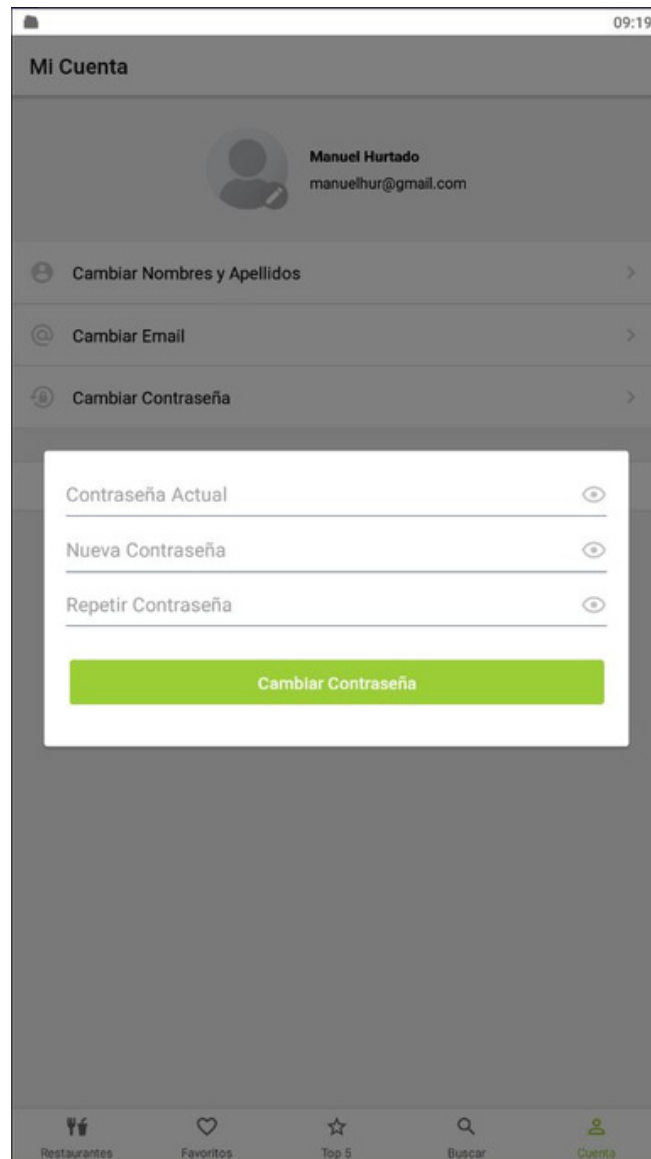 09:19
Mi Cuenta
Manuel Hurtado
manuelhur@gmail.com
Cambiar Nombres y Apellidos
Cambiar Email
Cambiar Contraseña
Contraseña Actual
Nueva Contraseña
Repetir Contraseña
Cambiar Contraseña
Restaurantes Favoritos Top 5 Buscar Cuenta